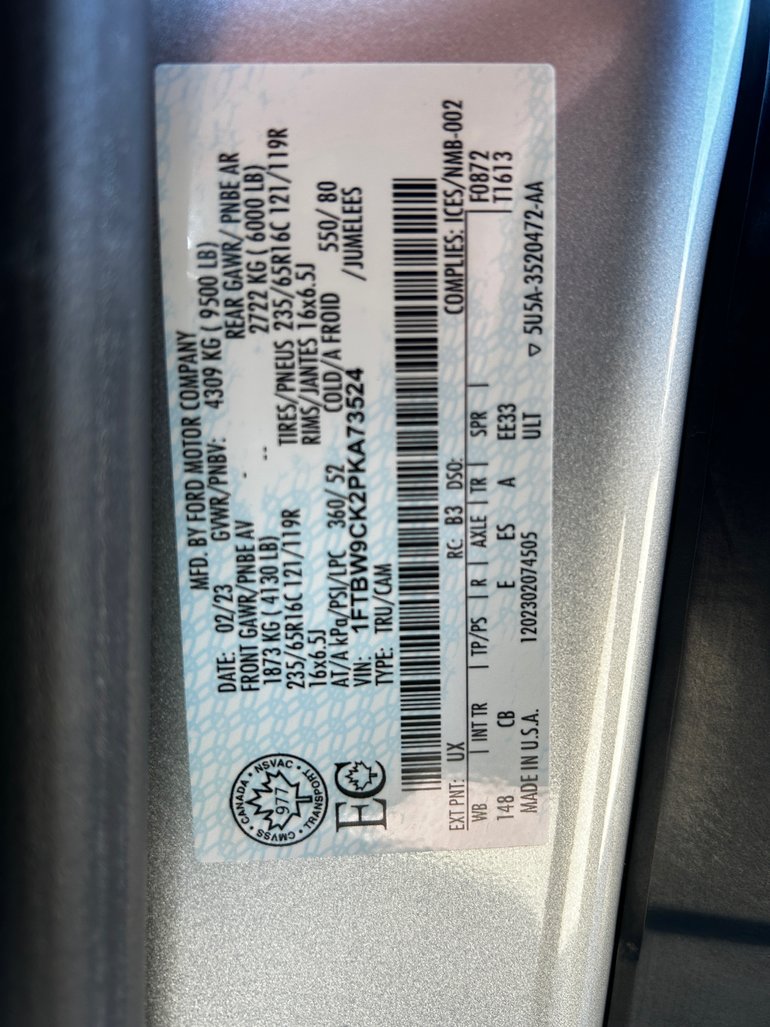 MFD. BY FORD MOTOR COMPANY
DATE: 02/23 GVWR/PNBV: 4309 KG ( 9500 LB)
FRONT GAWR/PNBE AV REAR GAWR/ PNBE AR
1873 KG ( 4130 LB) 2722 KG ( 6000 LB)
235/65R16C 121/119R -- TIRES/PNEUS 235/65R16C 121/119R
16x6.5J RIMS/JANTES 16x6.5J
AT/A kPa/PSI/LPC 360/ 52 COLD/A FROID 550/ 80
VIN: 1FTBW9CK2PKA73524 /JUMELEES
TYPE: TRU/CAM
CANADA • NSVAC • TRANSPORT • CMVSS •
977
EC
EXT PNT: UX RC: B3 DSO: COMPLIES: ICES/NMB-002
WB INT TR TP/PS R AXLE TR SPR F0872
148 CB E ES A EE33 T1613
MADE IN U.S.A. 1202302074505 ULT ▽ 5U5A-3520472-AA